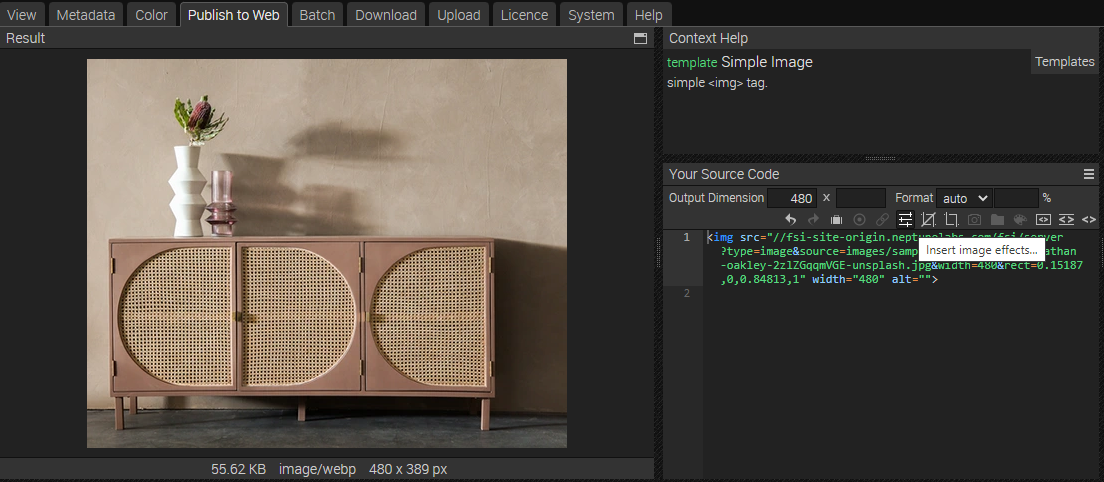 View Metadata Color Publish to Web Batch Download Upload Licence System Help
Result
55.62 KB image/webp 480 x 389 px
Context Help
template Simple Image Templates
simple <img> tag.
Your Source Code
Output Dimension 480 x Format auto %
1 <img src="//fsi-site-origin.neptunelabs.com/fsi/server
Insert image effects...
?type=image&source=images/samp athan
-oakley-2zlZGqqmVGE-unsplash.jpg&width=480&rect=0.15187
,0,0.84813,1" width="480" alt="">
2